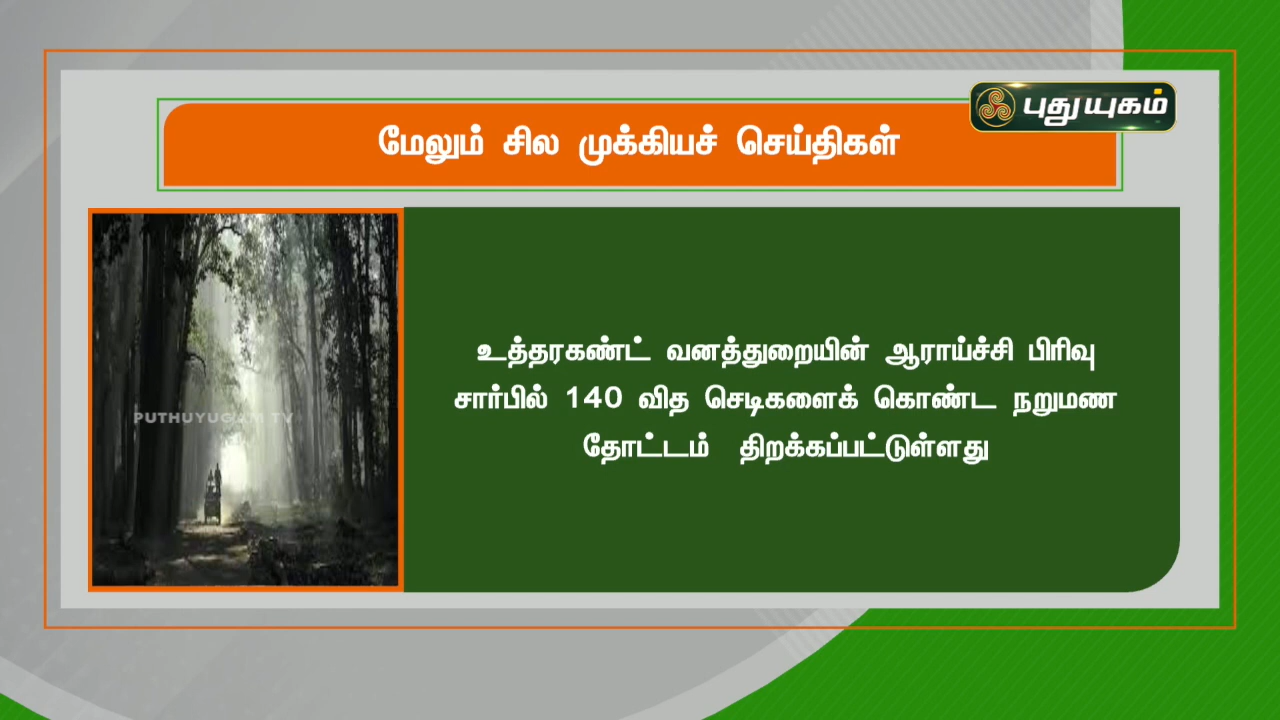 புதுயுகம்
மேலும் சில முக்கியச் செய்திகள்
PUTHUYUGAM TV
உத்தரகண்ட் வனத்துறையின் ஆராய்ச்சி பிரிவு
சார்பில் 140 வித செடிகளைக் கொண்ட நறுமண
தோட்டம் திறக்கப்பட்டுள்ளது